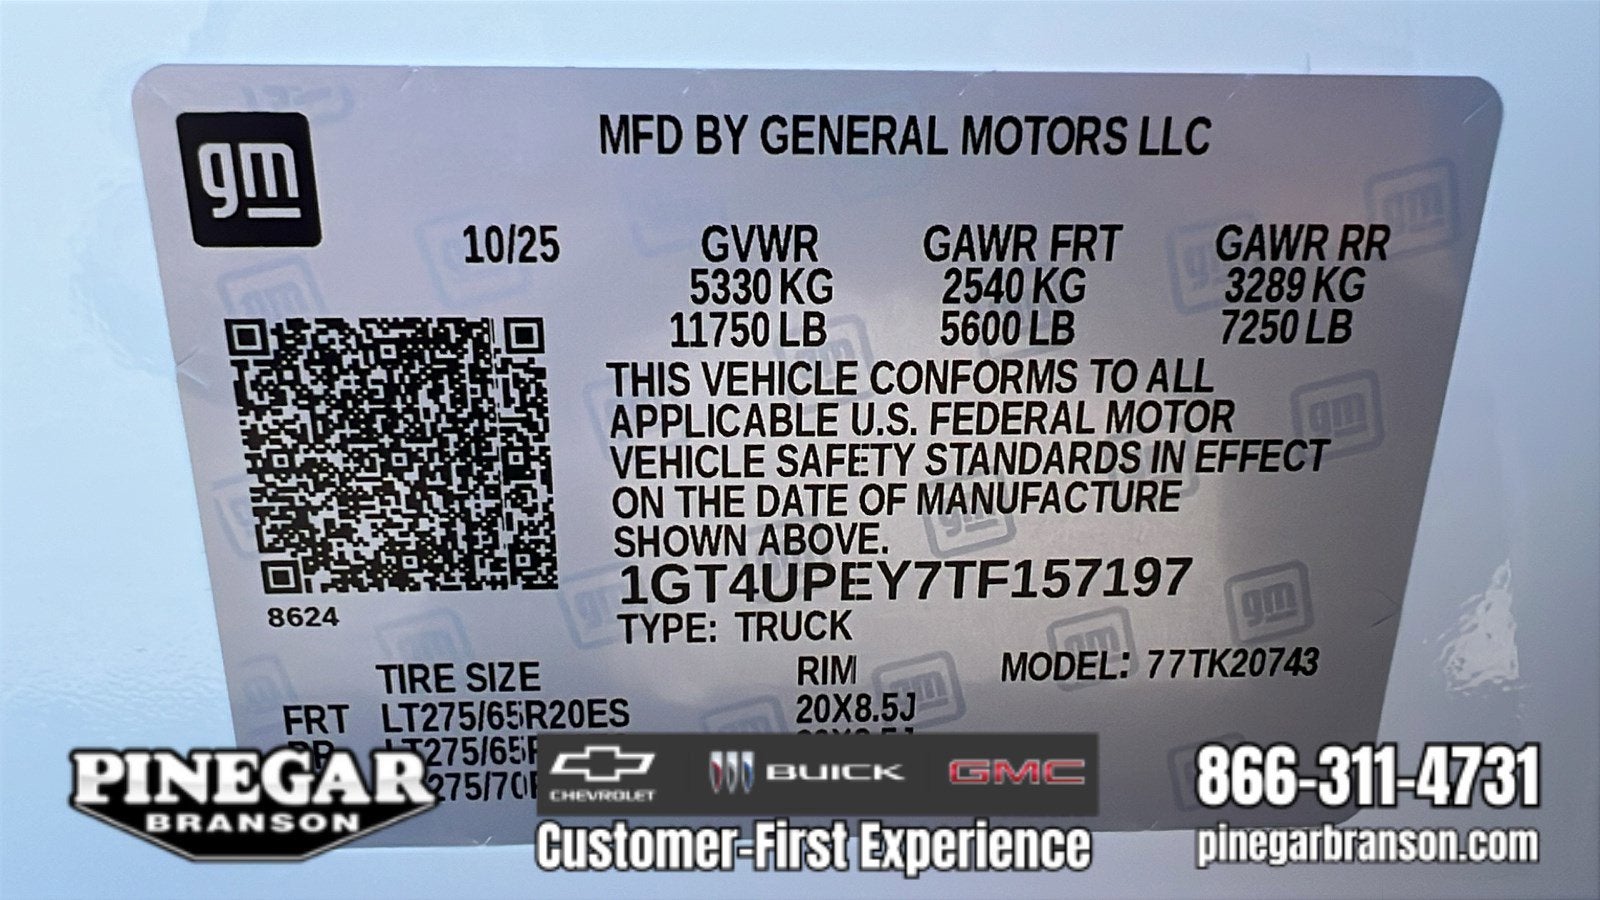 gm
MFD BY GENERAL MOTORS LLC
10/25 GVWR GAWR FRT GAWR RR
5330 KG 2540 KG 3289 KG
11750 LB 5600 LB 7250 LB
THIS VEHICLE CONFORMS TO ALL
APPLICABLE U.S. FEDERAL MOTOR
VEHICLE SAFETY STANDARDS IN EFFECT
ON THE DATE OF MANUFACTURE
SHOWN ABOVE.
1GT4UPEY7TF157197
8624
TYPE: TRUCK
TIRE SIZE RIM MODEL: 77TK20743
FRT LT275/65R20ES 20X8.5J
PINEGAR
BRANSON
CHEVROLET BUICK GMC
Customer-First Experience
866-311-4731
pinegarbranson.com